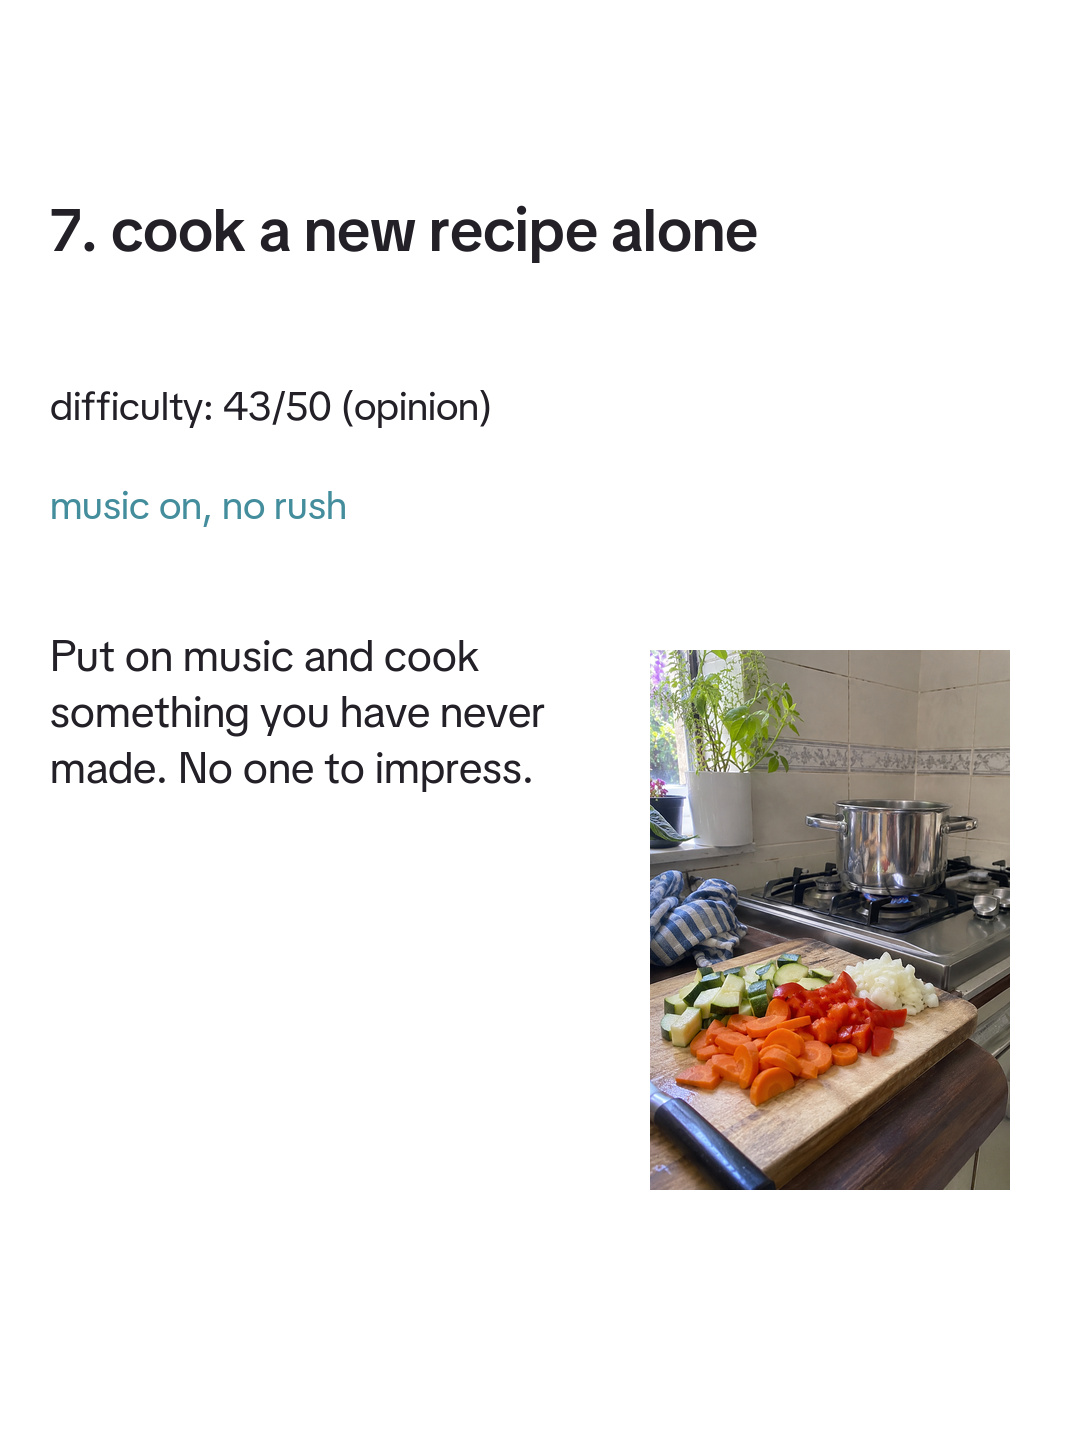 7. cook a new recipe alone
difficulty: 43/50 (opinion)
music on, no rush
Put on music and cook
something you have never
made. No one to impress.